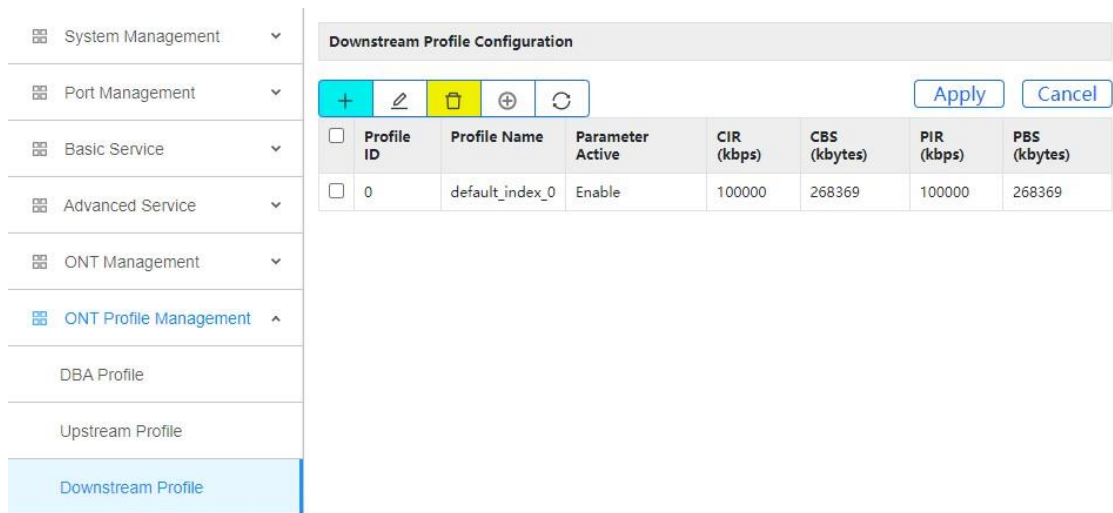 System Management
Port Management
Basic Service
Advanced Service
ONT Management
ONT Profile Management
DBA Profile
Upstream Profile
Downstream Profile
Downstream Profile Configuration
Apply Cancel
Profile ID Profile Name Parameter Active CIR (kbps) CBS (kbytes) PIR (kbps) PBS (kbytes)
0 default_index_0 Enable 100000 268369 100000 268369